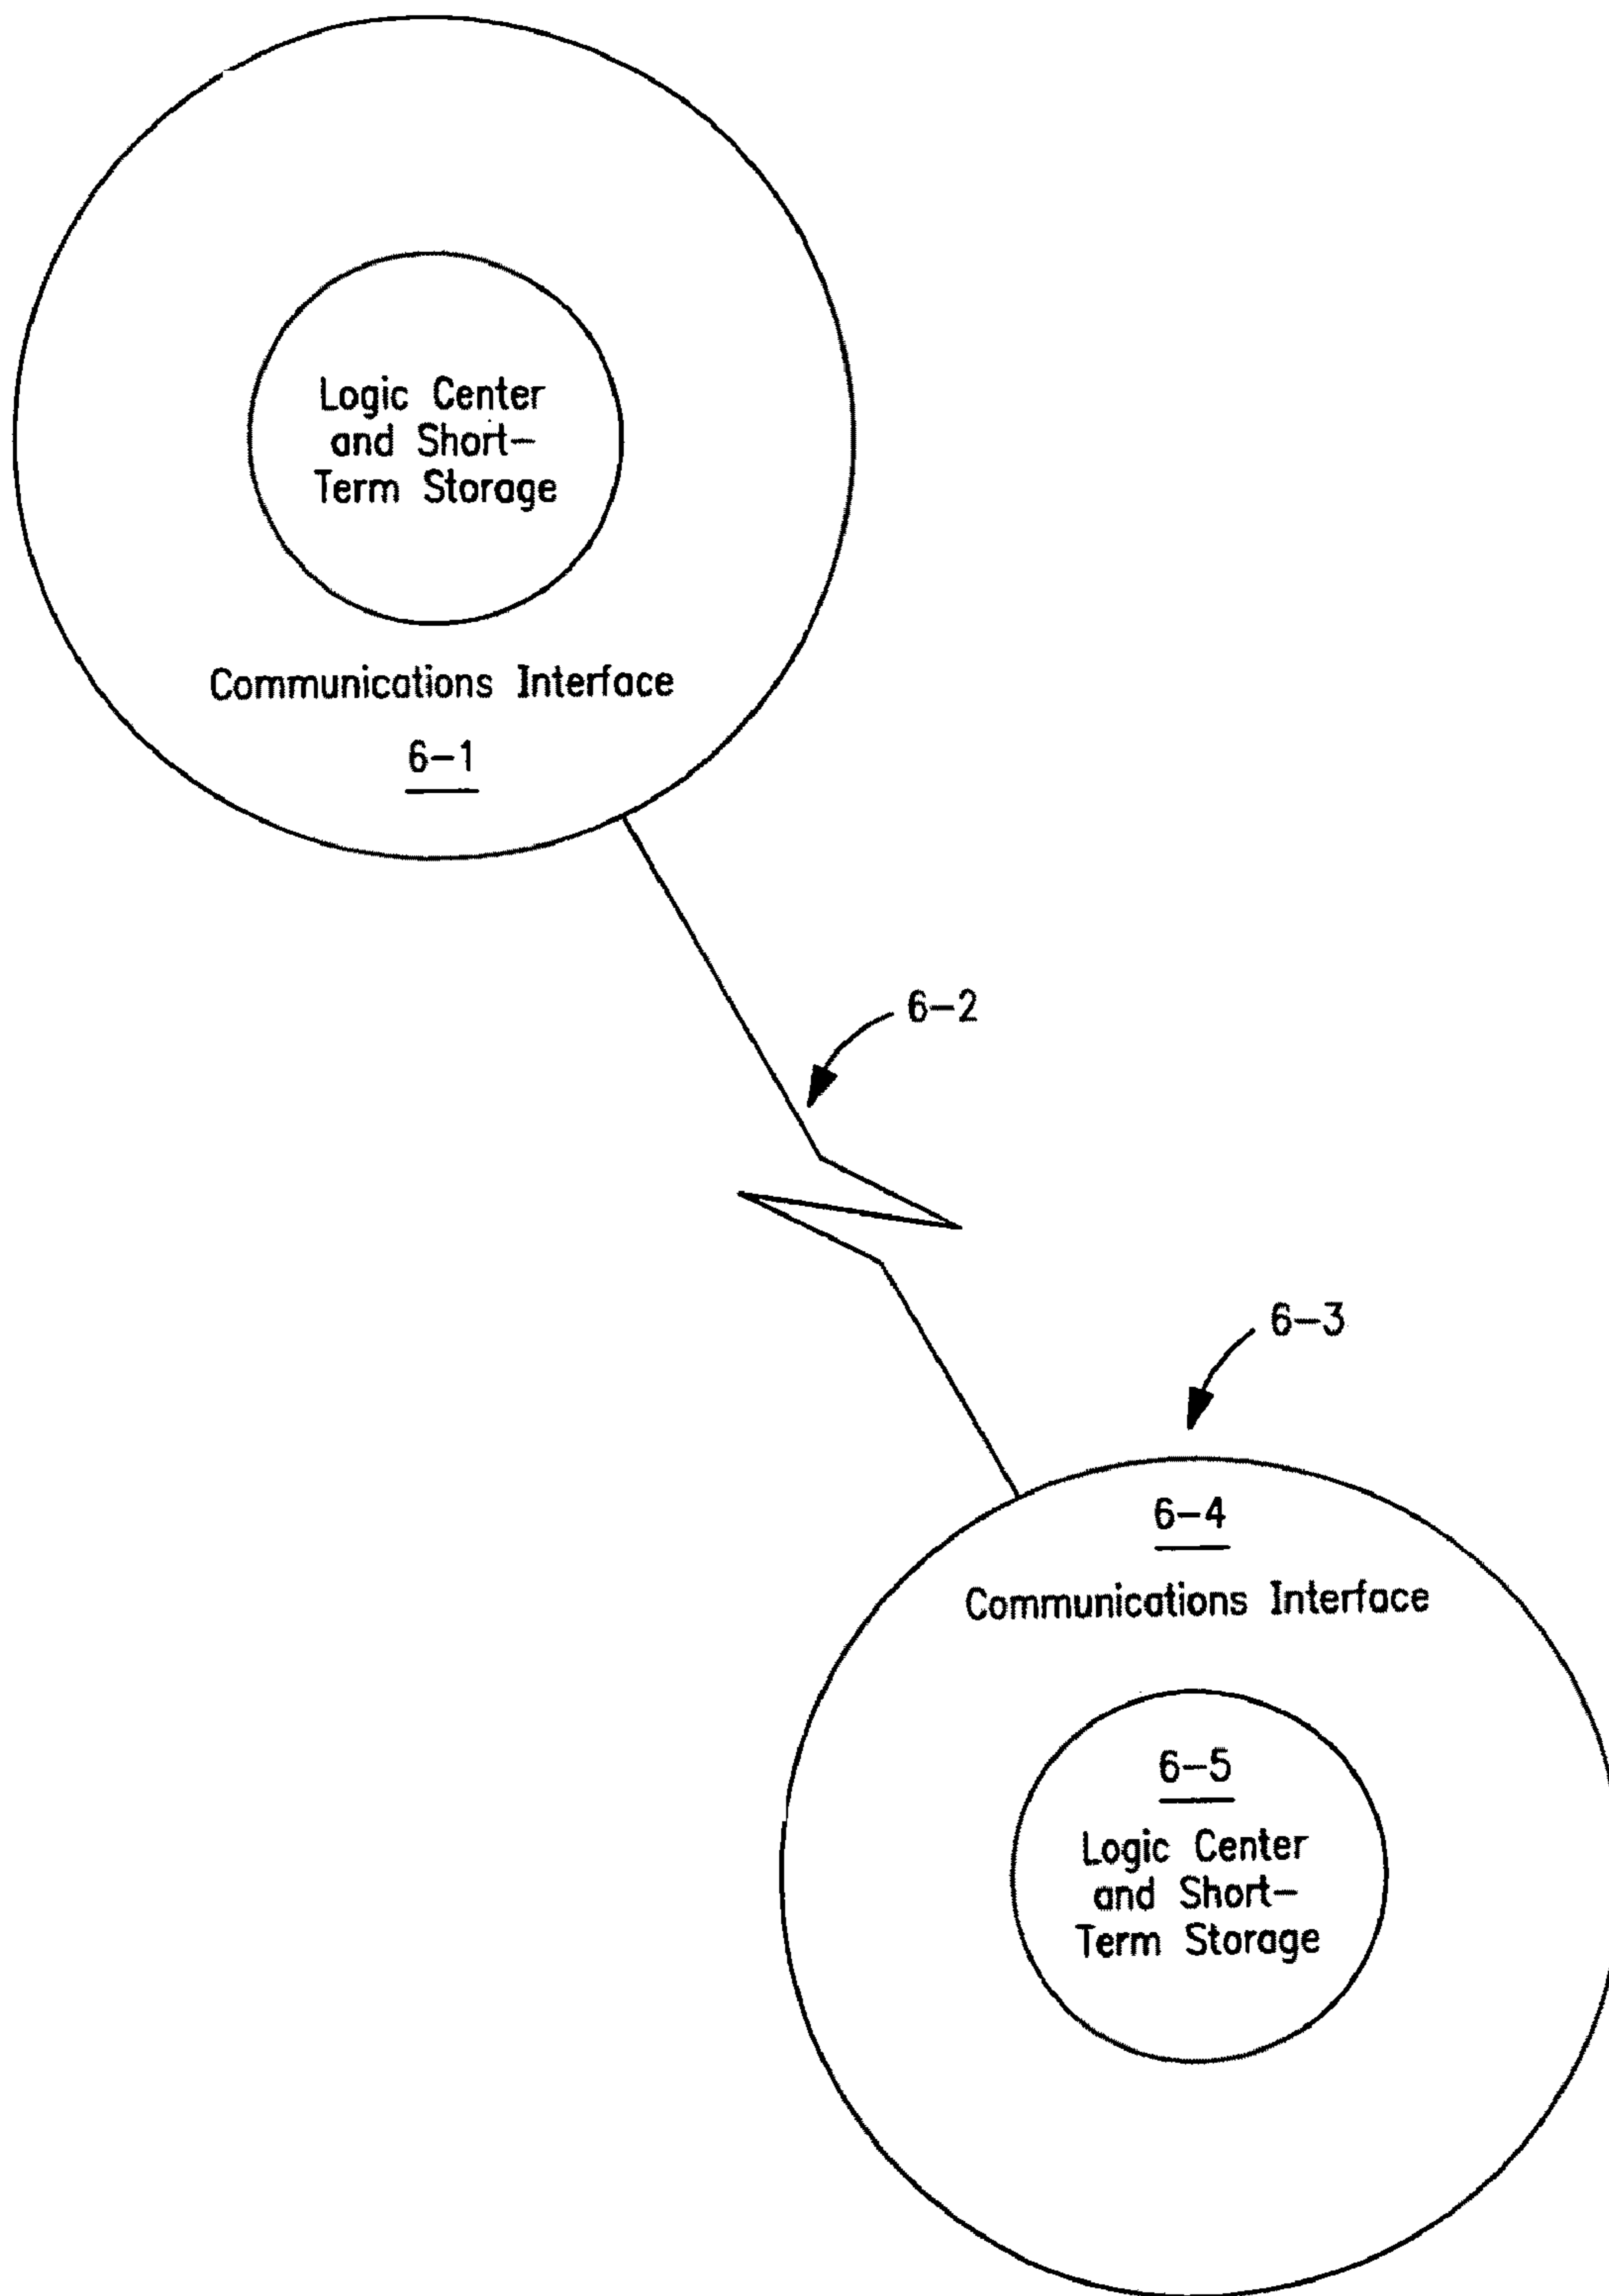 Logic Center
and Short-
Term Storage
Communications Interface
6-1
6-2
6-3
6-4
Communications Interface
6-5
Logic Center
and Short-
Term Storage